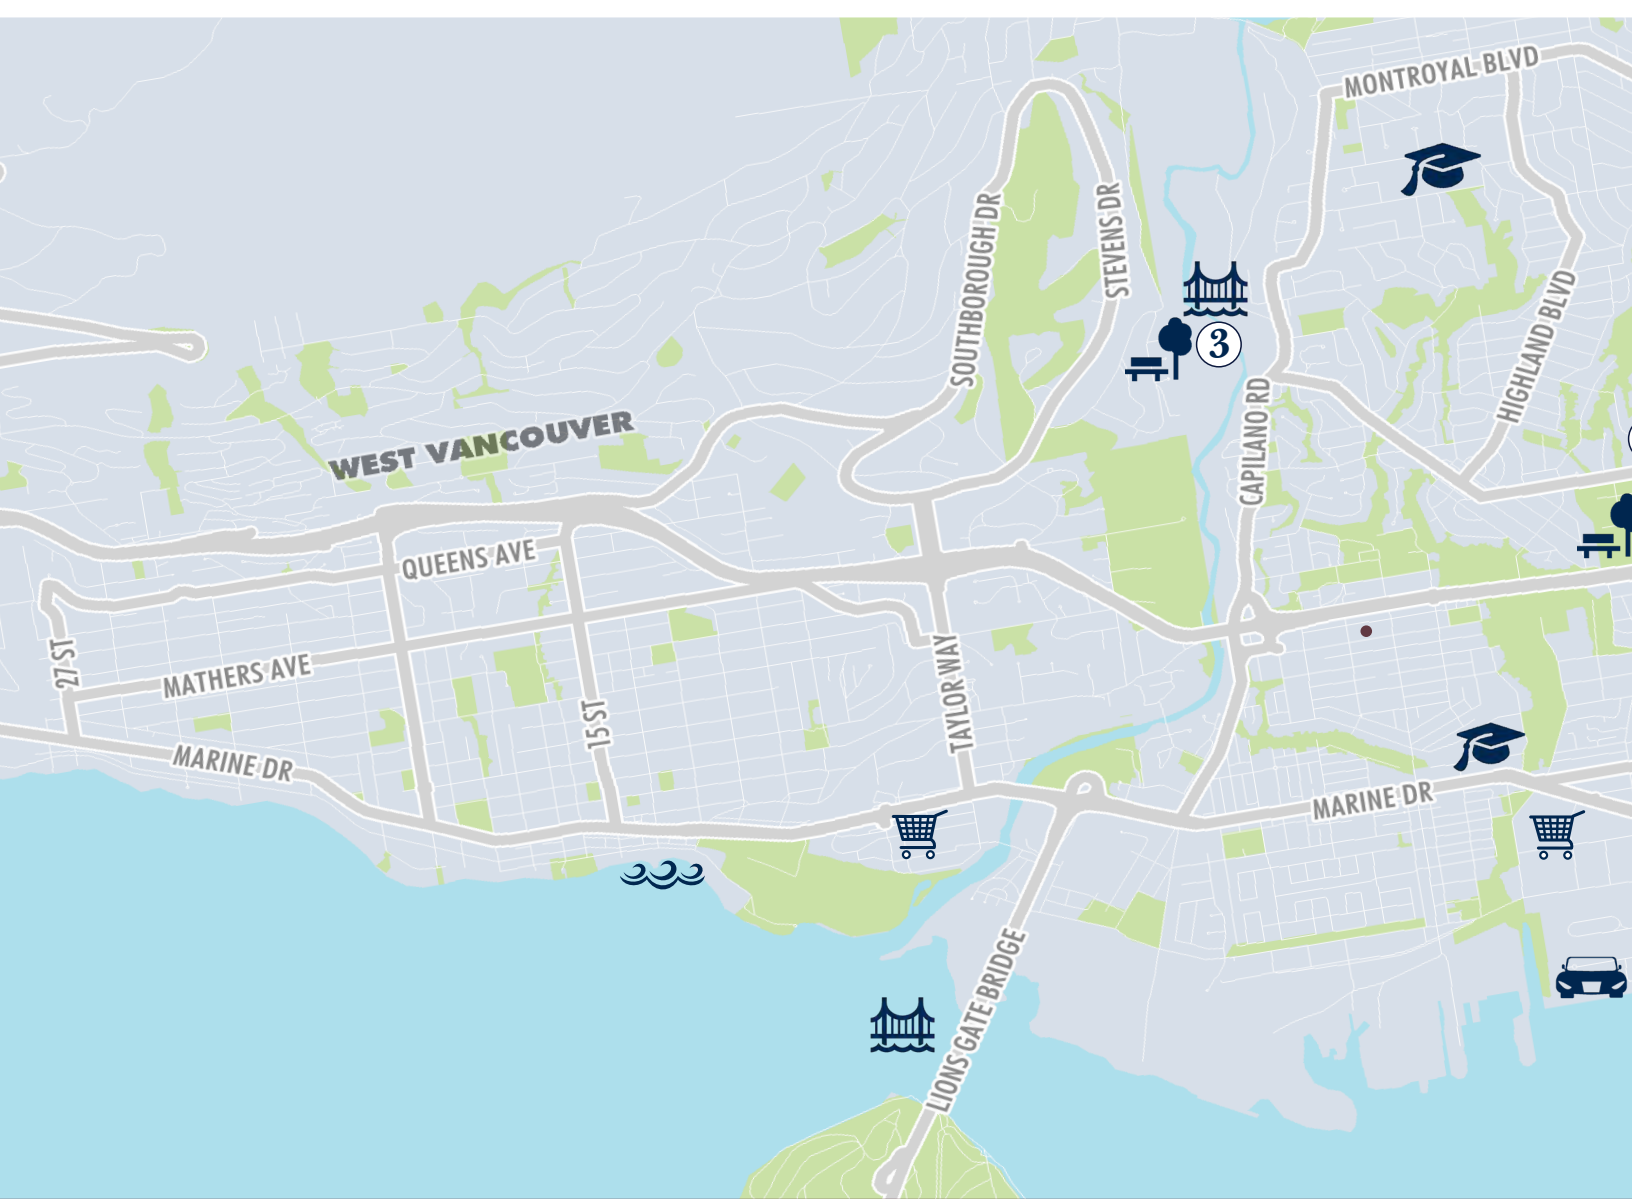 MONTROYAL BLVD
SOUTHBOROUGH DR
STEVENS DR
HIGHLAND BLVD
3
CAPILANO RD
WEST VANCOUVER
QUEENS AVE
27 ST
MATHERS AVE
15 ST
TAYLOR WAY
MARINE DR
MARINE DR
LIONS GATE BRIDGE